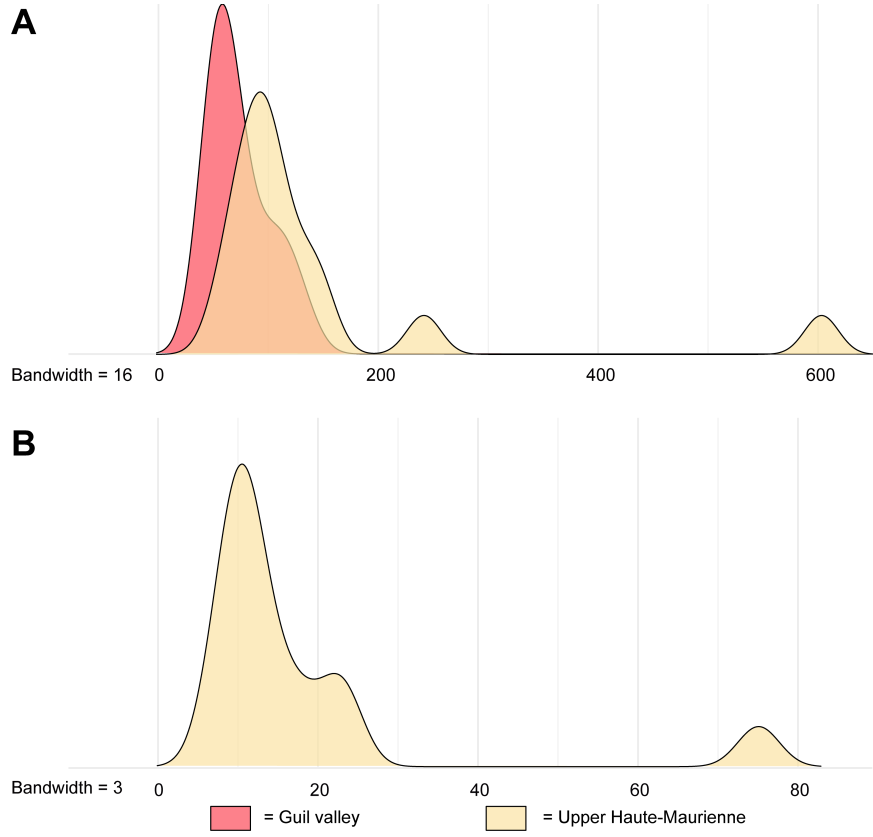 A
Bandwidth = 16 0 200 400 600
B
Bandwidth = 3 0 20 40 60 80
= Guil valley = Upper Haute-Maurienne